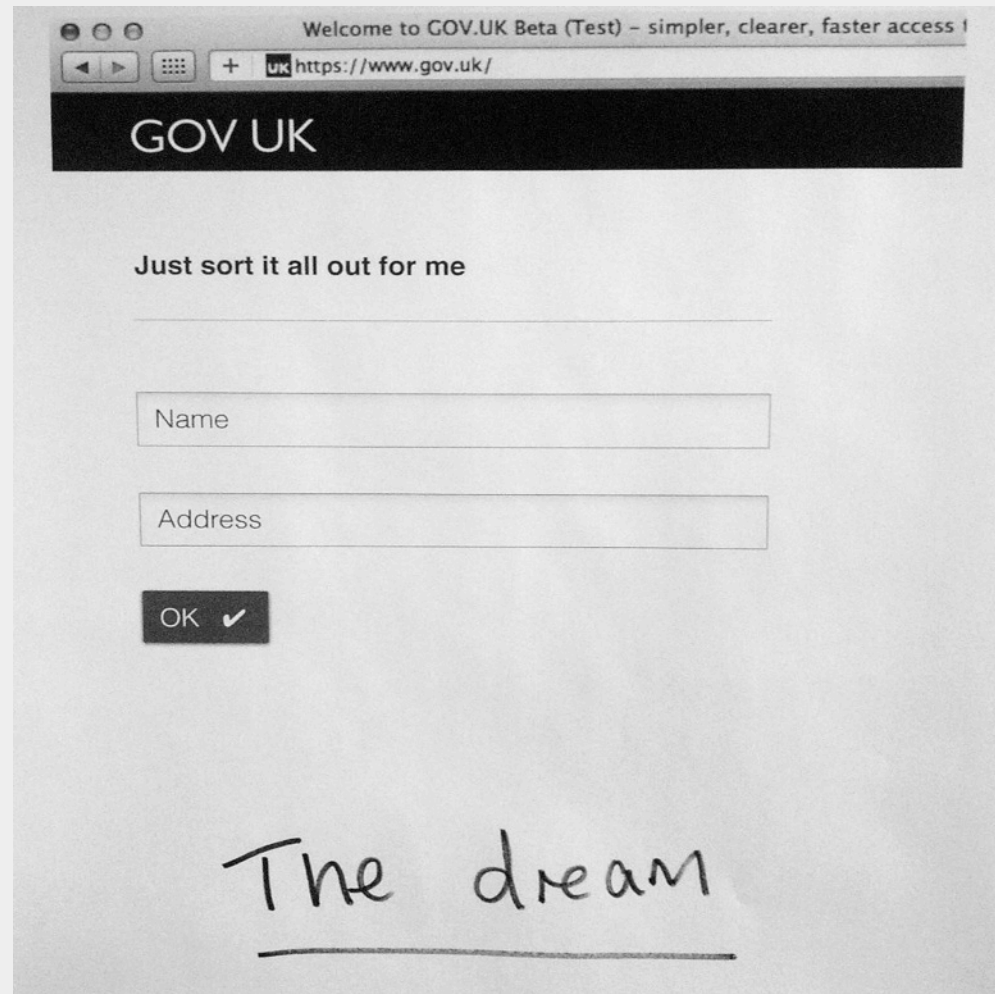 Welcome to GOV.UK Beta (Test) – simpler, clearer, faster access
+ UK https://www.gov.uk/
GOV UK
Just sort it all out for me
Name
Address
OK ✔
The dream